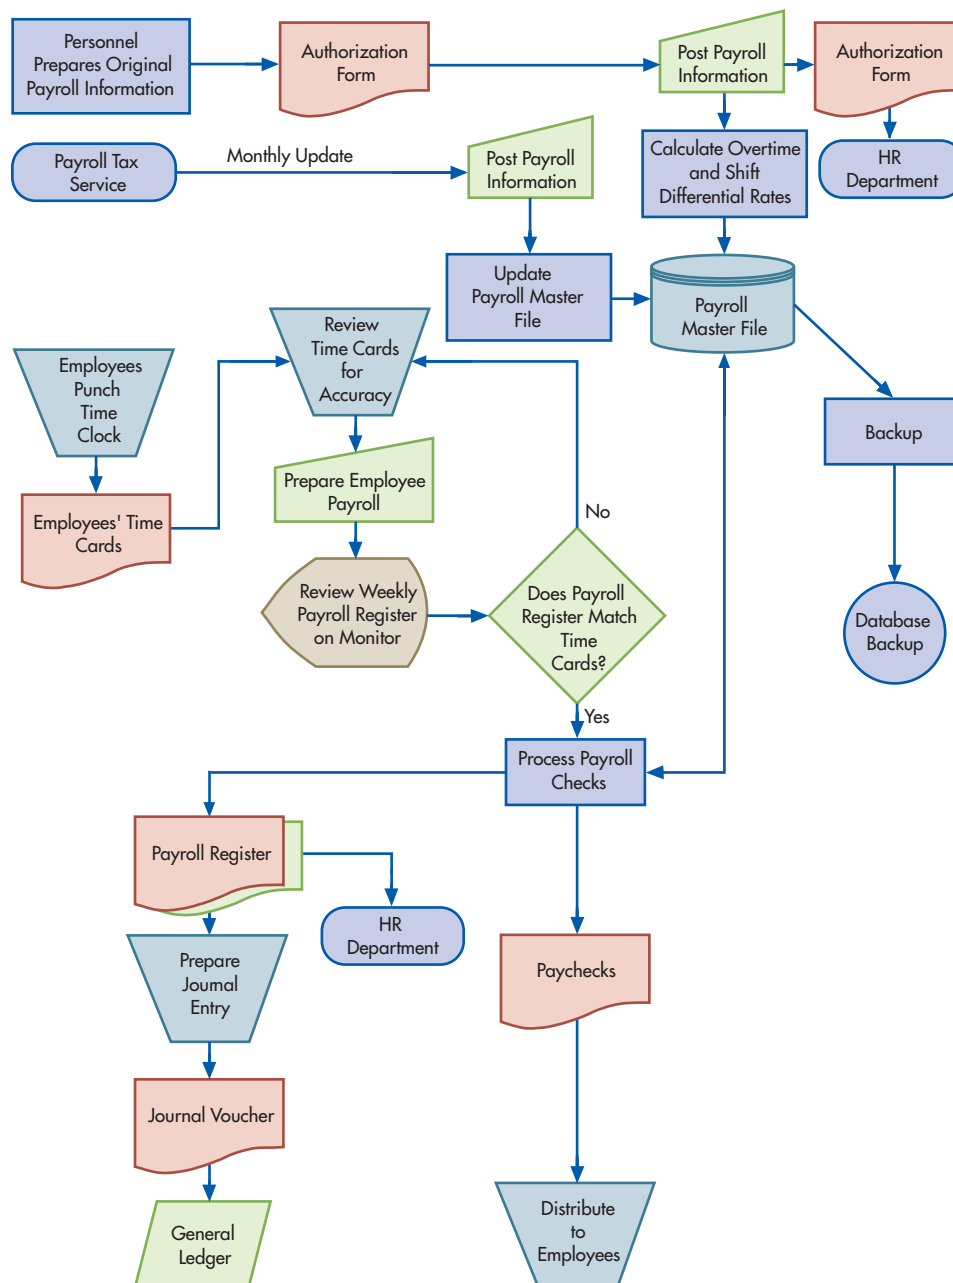 Personnel
Prepares Original
Payroll Information
Authorization
Form
Post Payroll
Information
Authorization
Form
Payroll Tax
Service
Monthly Update
Post Payroll
Information
Calculate Overtime
and Shift
Differential Rates
HR
Department
Update
Payroll Master
File
Payroll
Master File
Review
Time Cards
for
Accuracy
Employees
Punch
Time
Clock
Backup
Prepare Employee
Payroll
Employees' Time
Cards
No
Review Weekly
Payroll Register
on Monitor
Does Payroll
Register Match
Time
Cards?
Database
Backup
Yes
Process Payroll
Checks
Payroll Register
HR
Department
Prepare
Journal
Entry
Paychecks
Journal Voucher
General
Ledger
Distribute
to
Employees